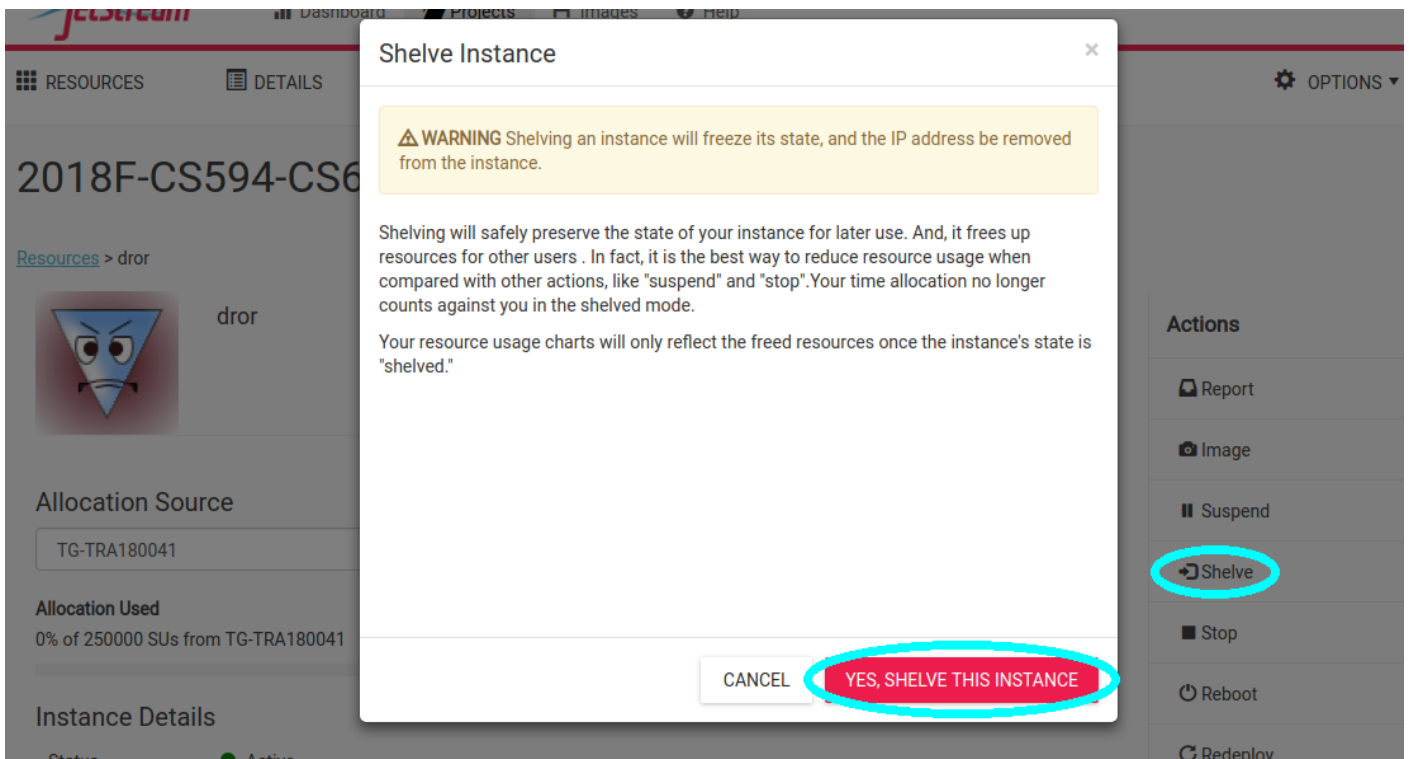 Jetstream
Dashboard Projects Images Help
Shelve Instance ×
RESOURCES DETAILS OPTIONS
WARNING Shelving an instance will freeze its state, and the IP address be removed
from the instance.
2018F-CS594-CS6
Shelving will safely preserve the state of your instance for later use. And, it frees up
resources for other users . In fact, it is the best way to reduce resource usage when
compared with other actions, like "suspend" and "stop".Your time allocation no longer
counts against you in the shelved mode.
Your resource usage charts will only reflect the freed resources once the instance's state is
"shelved."
Resources > dror
dror
Allocation Source
TG-TRA180041
Allocation Used
0% of 250000 SUs from TG-TRA180041
Instance Details
Status Active
CANCEL YES, SHELVE THIS INSTANCE
Actions
Report
Image
Suspend
Shelve
Stop
Reboot
Redeploy